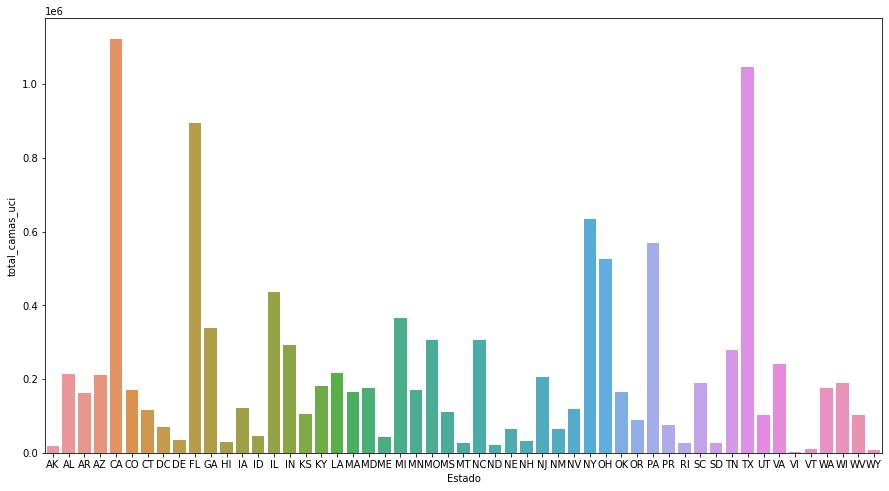 1e6
1.0
0.8
0.6
0.4
0.2
0.0
total_camas_uci
AK AL AR AZ CA CO CT DC DE FL GA HI IA ID IL IN KS KY LA MA MD ME MI MN MO MS MT NC ND NE NH NJ NM NV NY OH OK OR PA PR RI SC SD TN TX UT VA VI VT WA WI WV WY
Estado